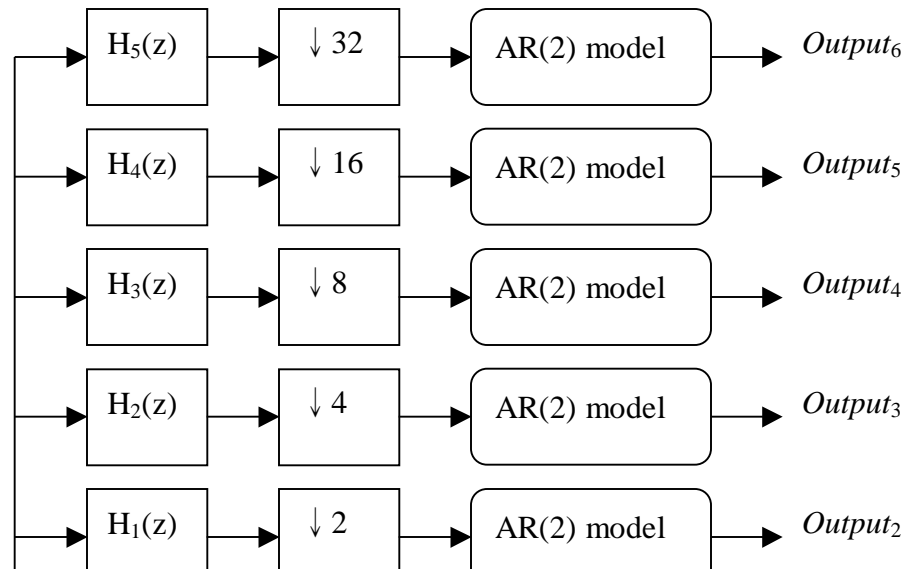 H₅(z) ↓ 32 AR(2) model Output₆
H₄(z) ↓ 16 AR(2) model Output₅
H₃(z) ↓ 8 AR(2) model Output₄
H₂(z) ↓ 4 AR(2) model Output₃
H₁(z) ↓ 2 AR(2) model Output₂